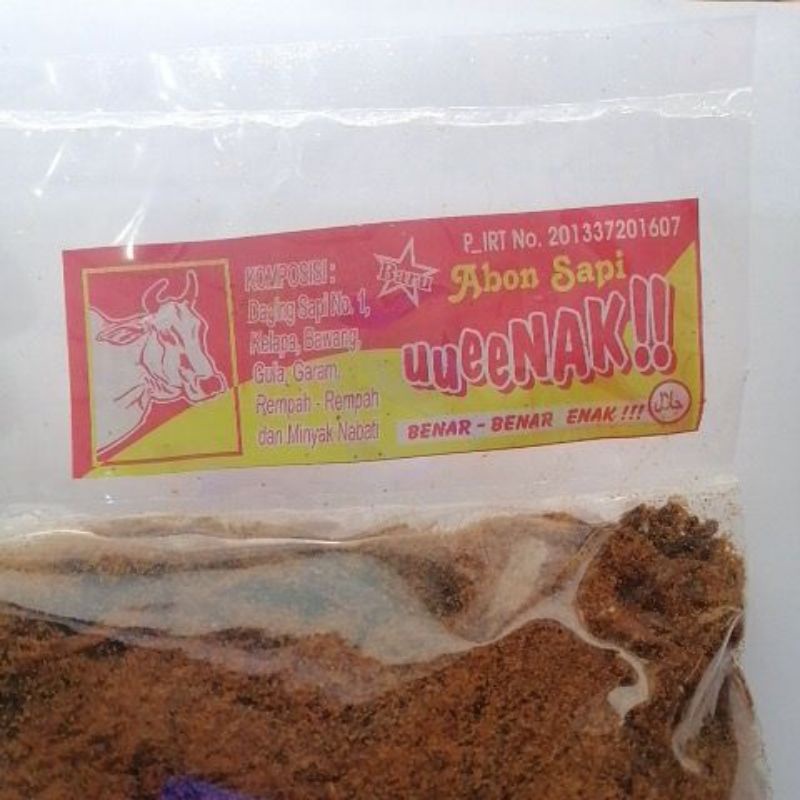 P_IRT No. 201337201607
KOMPOSISI :
Daging Sapi No. 1,
Kelapa, Bawang,
Gula, Garam,
Rempah - Rempah
dan Minyak Nabati
Baru
Abon Sapi
uueeNAK!!
BENAR - BENAR ENAK !!!
حلال